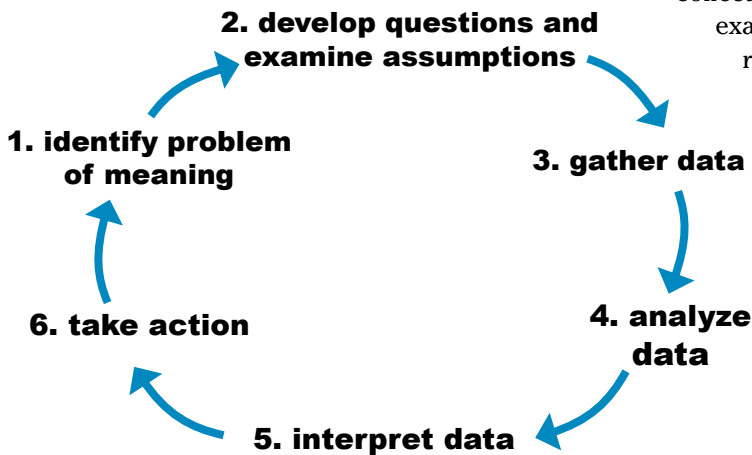 2. develop questions and
examine assumptions
1. identify problem
of meaning
3. gather data
4. analyze
data
5. interpret data
6. take action